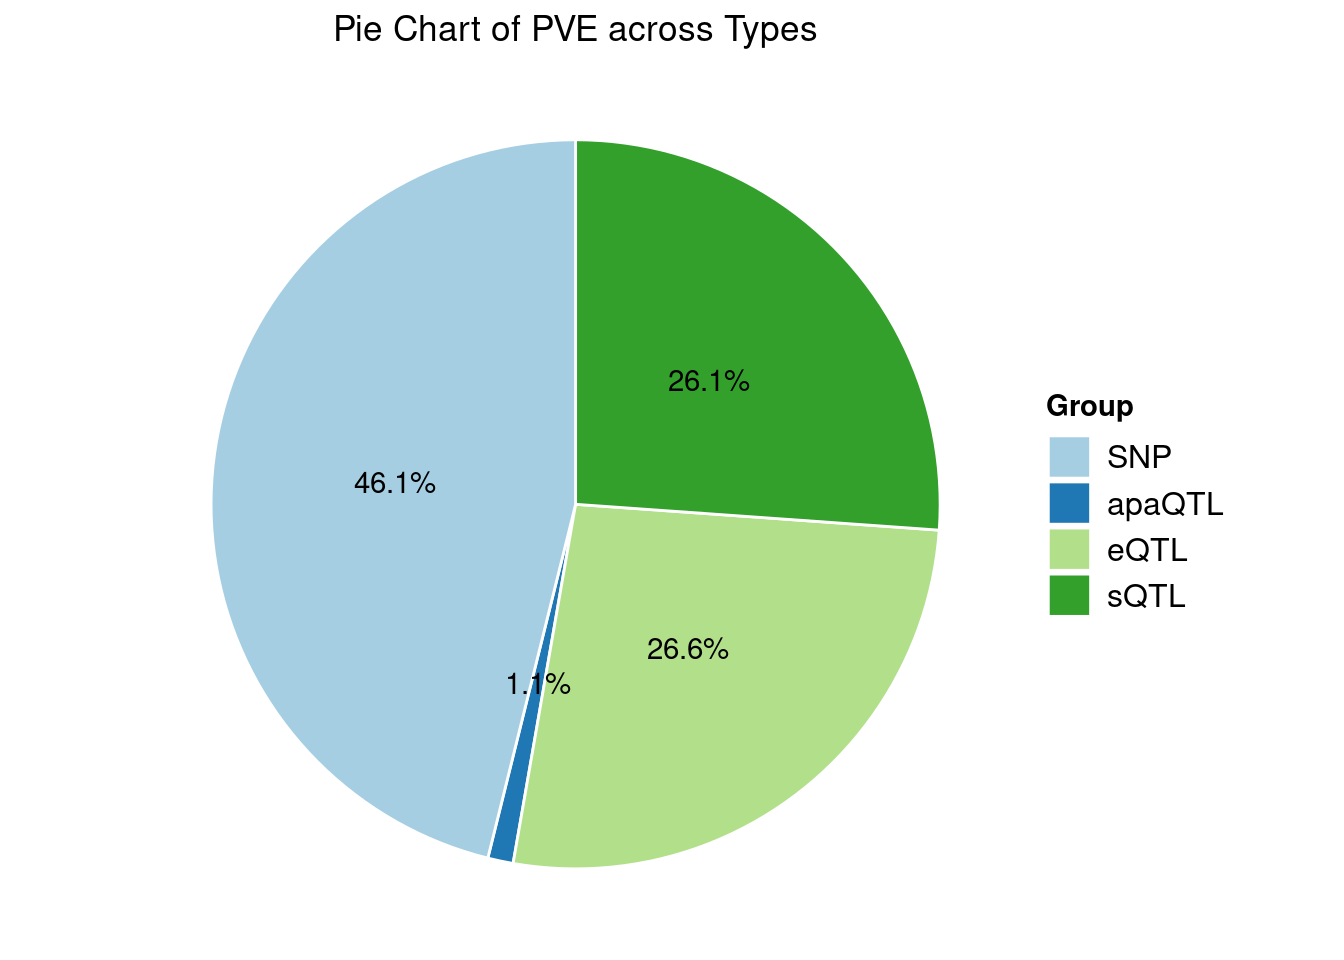 Pie Chart of PVE across Types
26.1%
46.1%
26.6%
1.1%
Group
SNP
apaQTL
eQTL
sQTL